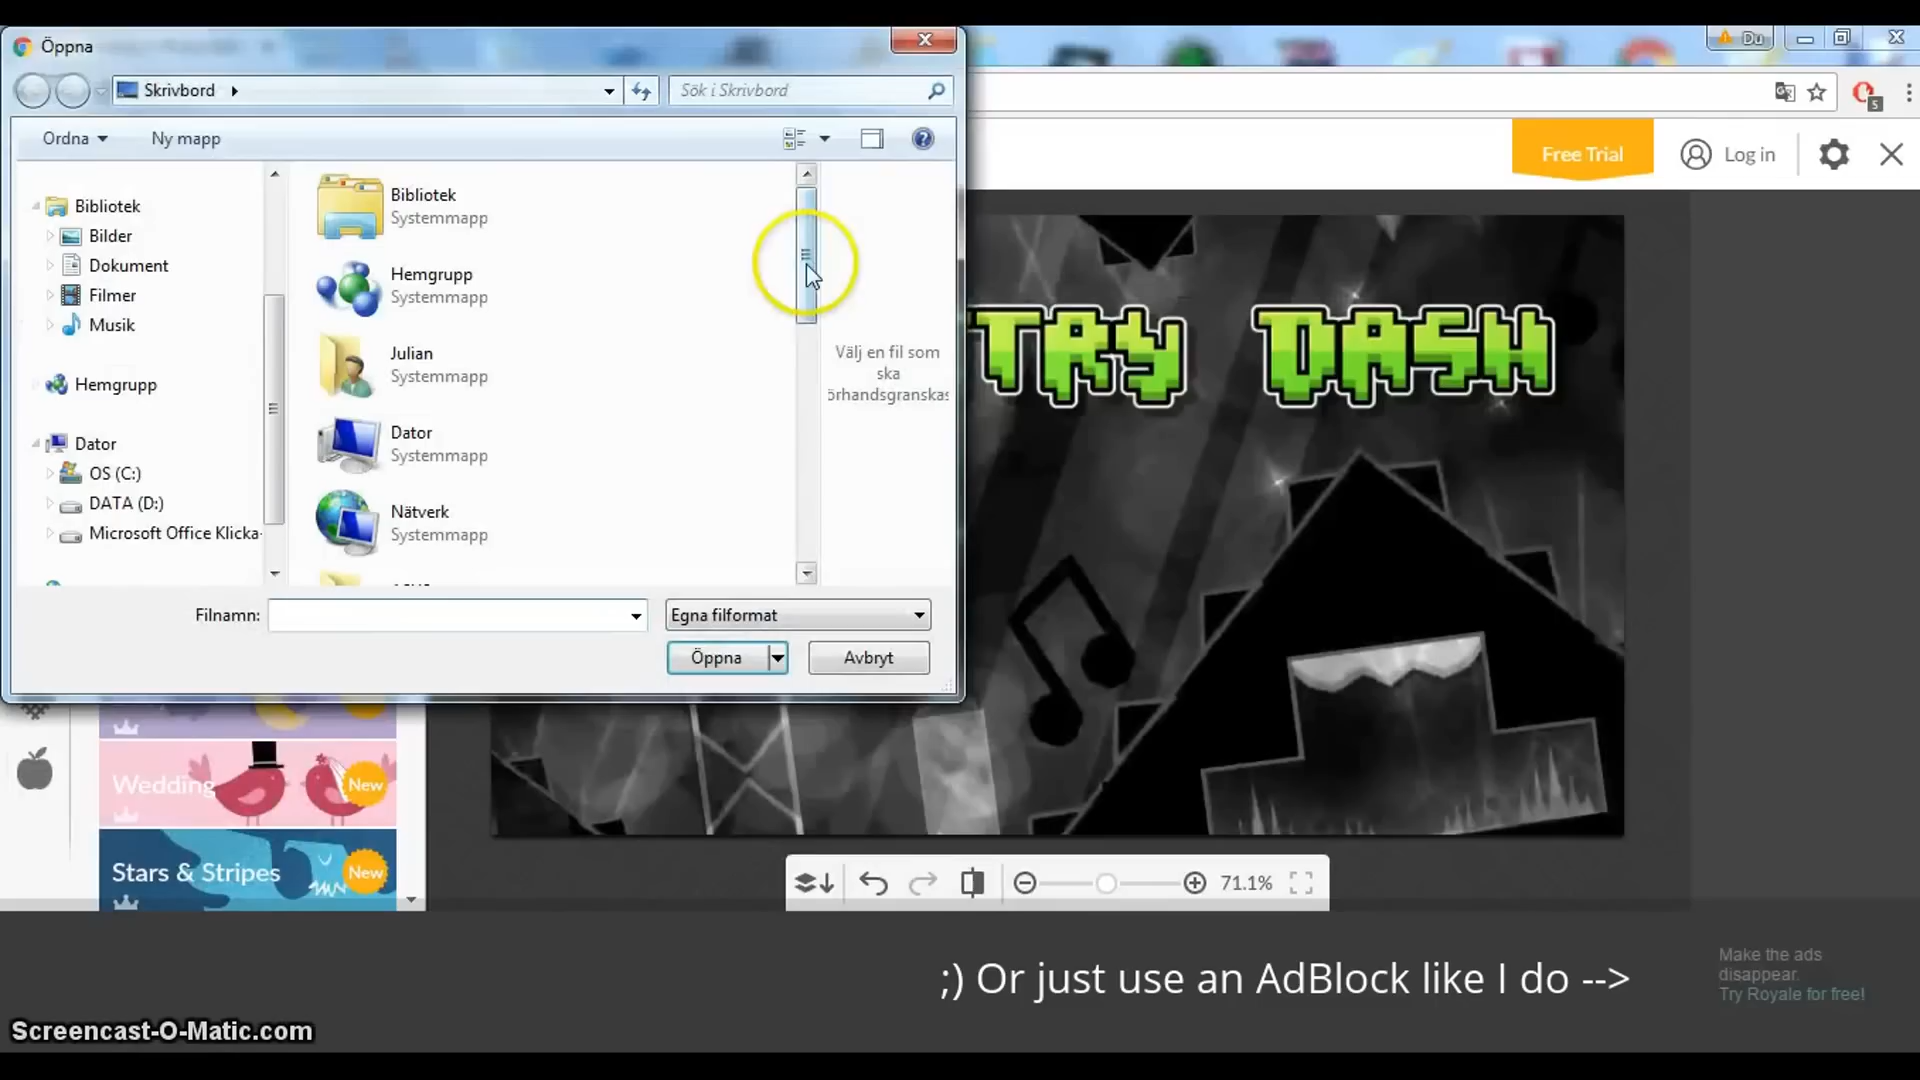 Öppna
Du
Skrivbord
Sök i Skrivbord
5
Ordna
Ny mapp
Free Trial
Log in
Bibliotek
Bilder
Dokument
Filmer
Musik
Hemgrupp
Dator
OS (C:)
DATA (D:)
Microsoft Office Klicka-
Bibliotek
Systemmapp
Hemgrupp
Systemmapp
Julian
Systemmapp
Dator
Systemmapp
Nätverk
Systemmapp
Välj en fil som
ska
örhandsgranskas
TRY DASH
Filnamn:
Egna filformat
Öppna
Avbryt
Wedding
New
Stars & Stripes
New
71.1%
;) Or just use an AdBlock like I do -->
Make the ads
disappear.
Try Royale for free!
Screencast-O-Matic.com